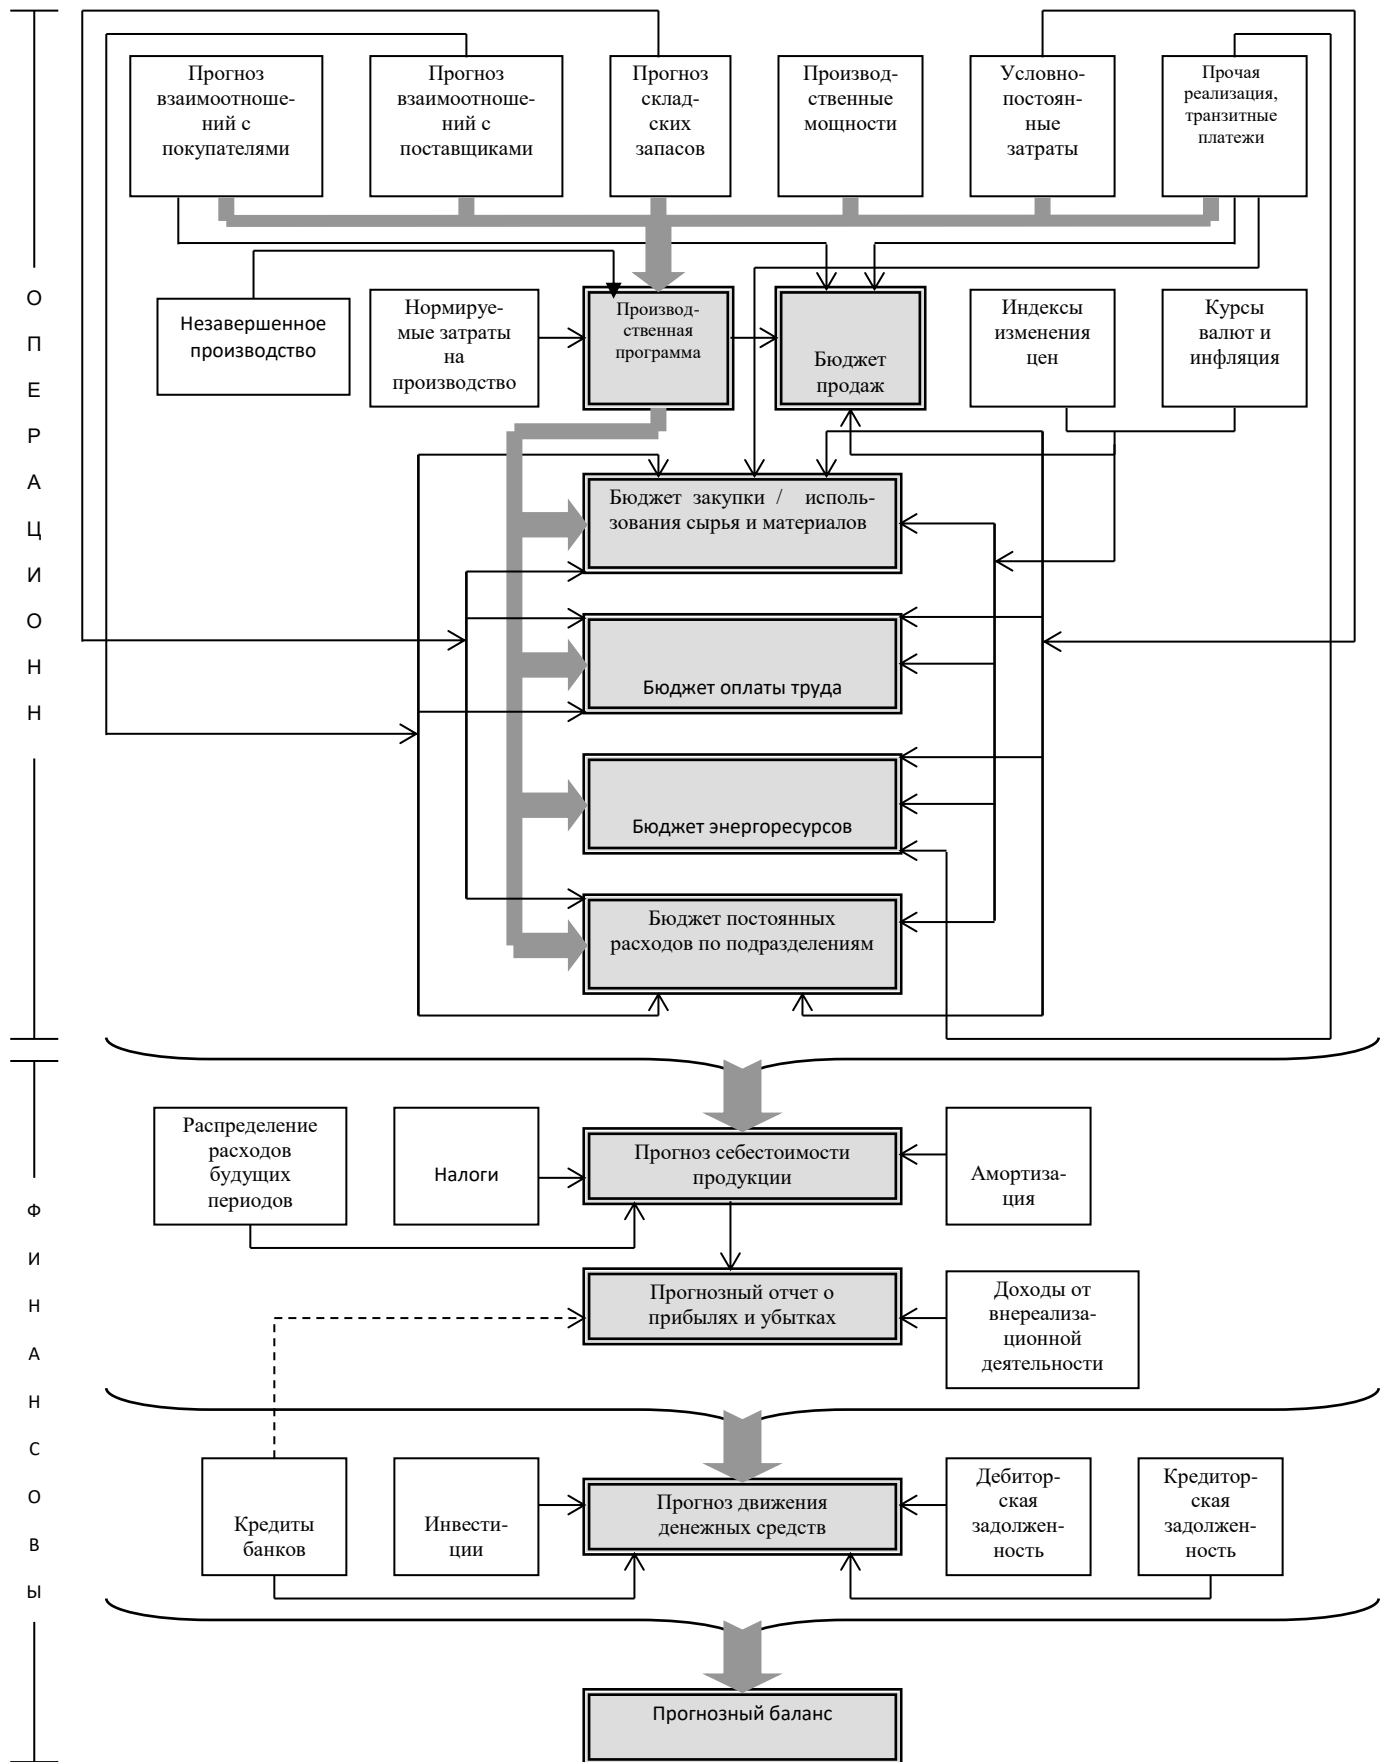 Прогноз
взаимоотноше-
ний с
покупателями
Прогноз
взаимоотноше-
ний с
поставщиками
Прогноз
склад-
ских
запасов
Производ-
ственные
мощности
Условно-
постоян-
ные
затраты
Прочая
реализация,
транзитные
платежи
О
П
Е
Р
А
Ц
И
О
Н
Н
Незавершенное
производство
Нормируе-
мые затраты
на
производство
Производ-
ственная
программа
Бюджет
продаж
Индексы
изменения
цен
Курсы
валют и
инфляция
Бюджет закупки / исполь-
зования сырья и материалов
Бюджет оплаты труда
Бюджет энергоресурсов
Бюджет постоянных
расходов по подразделениям
Ф
И
Н
А
Н
С
О
В
Ы
Распределение
расходов
будущих
периодов
Налоги
Прогноз себестоимости
продукции
Амортиза-
ция
Прогнозный отчет о
прибылях и убытках
Доходы от
внереализа-
ционной
деятельности
Кредиты
банков
Инвести-
ции
Прогноз движения
денежных средств
Дебитор-
ская
задолжен-
ность
Кредитор-
ская
задолжен-
ность
Прогнозный баланс